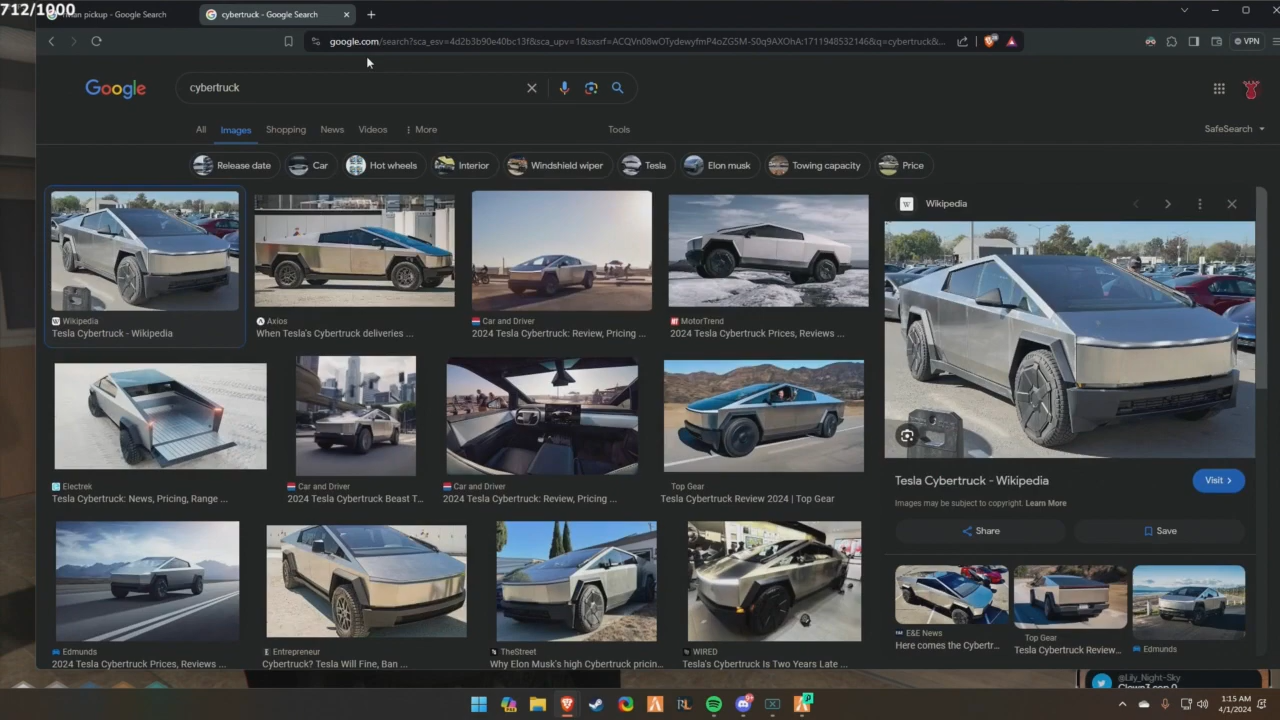 712/1000
rivian pickup - Google Search
cybertruck - Google Search
google.com/search?sca_esv=4d2b3b90e40bc13f&sca_upv=1&sxsrf=ACQVn08wOTydewyfmP4oZG5M-S0q9AXOhA:1711948532146&q=cybertruck&...
VPN
Google
cybertruck
All
Images
Shopping
News
Videos
More
Tools
SafeSearch
Release date
Car
Hot wheels
Interior
Windshield wiper
Tesla
Elon musk
Towing capacity
Price
Wikipedia
Tesla Cybertruck - Wikipedia
Axios
When Tesla's Cybertruck deliveries ...
Car and Driver
2024 Tesla Cybertruck: Review, Pricing ...
MotorTrend
2024 Tesla Cybertruck Prices, Reviews ...
Electrek
Tesla Cybertruck: News, Pricing, Range ...
Car and Driver
2024 Tesla Cybertruck Beast T...
Car and Driver
2024 Tesla Cybertruck: Review, Pricing ...
Top Gear
Tesla Cybertruck Review 2024 | Top Gear
Edmunds
2024 Tesla Cybertruck Prices, Reviews ...
Entrepreneur
Cybertruck? Tesla Will Fine, Ban ...
TheStreet
Why Elon Musk's high Cybertruck pricin...
WIRED
Tesla's Cybertruck Is Two Years Late ...
Wikipedia
Tesla Cybertruck - Wikipedia
Visit
Images may be subject to copyright. Learn More
Share
Save
E&E News
Here comes the Cybertr...
Top Gear
Tesla Cybertruck Review...
Edmunds
@Lily_Night-Sky
1:15 AM
4/1/2024